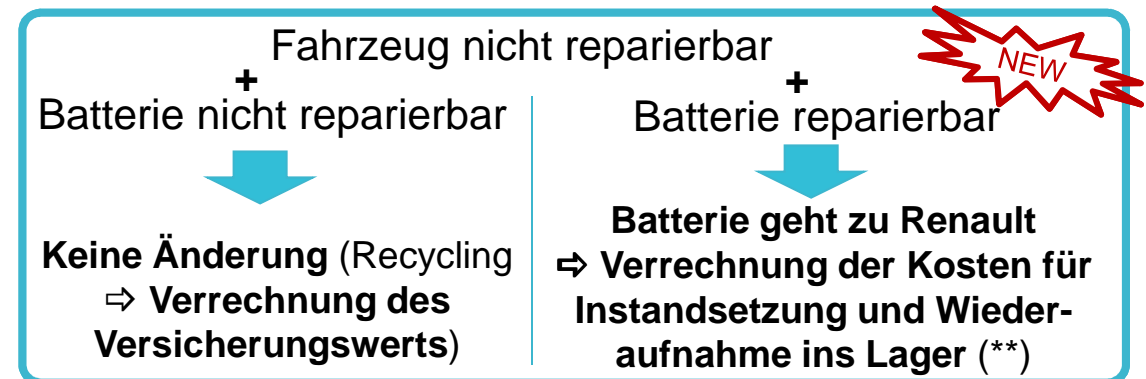 Fahrzeug nicht reparierbar
NEW
+
Batterie nicht reparierbar
⇨
Keine Änderung (Recycling
⇨ Verrechnung des
Versicherungswerts)
+
Batterie reparierbar
Batterie geht zu Renault
⇨ Verrechnung der Kosten für
Instandsetzung und Wieder-
aufnahme ins Lager (**)